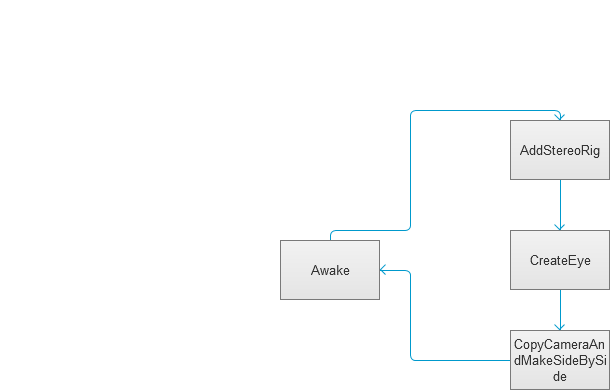 AddStereoRig
Awake
CreateEye
CopyCameraAn
dMakeSideBySi
de